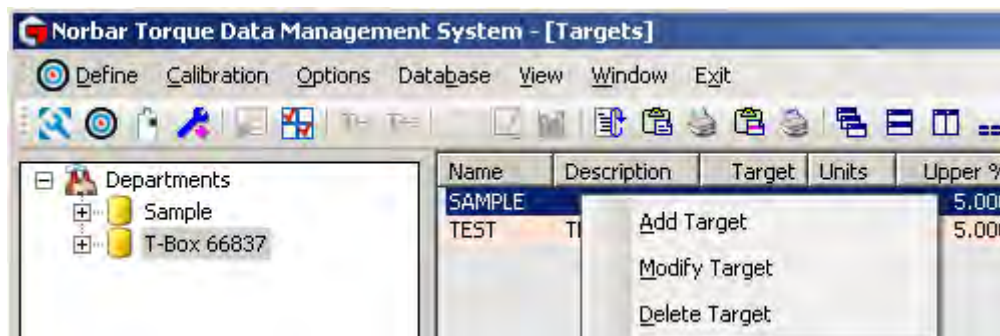 Norbar Torque Data Management System - [Targets]
Define Calibration Options Database View Window Exit
Departments
Sample
T-Box 66837
Name Description Target Units Upper %
SAMPLE 5.000
TEST 5.000
Add Target
Modify Target
Delete Target